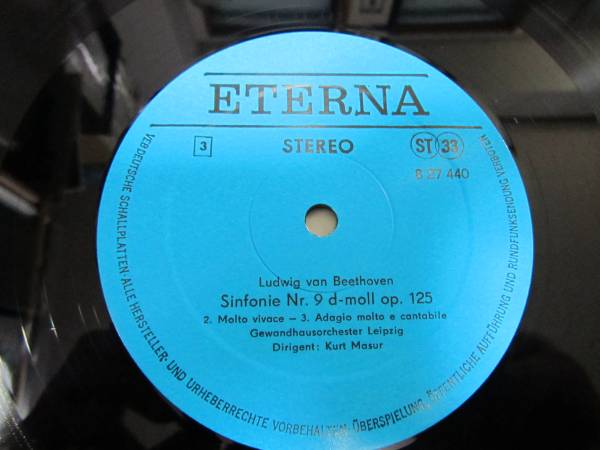 ETERNA
3 STEREO ST 33
8 27 440
Ludwig van Beethoven
Sinfonie Nr. 9 d-moll op. 125
2. Molto vivace – 3. Adagio molto e cantabile
Gewandhausorchester Leipzig
Dirigent: Kurt Masur
VEB DEUTSCHE SCHALLPLATTEN · ALLE HERSTELLER- UND URHEBERRECHTE VORBEHALTEN. ÜBERSPIELUNG, ÖFFENTLICHE AUFFÜHRUNG UND RUNDFUNKSENDUNG VERBOTEN